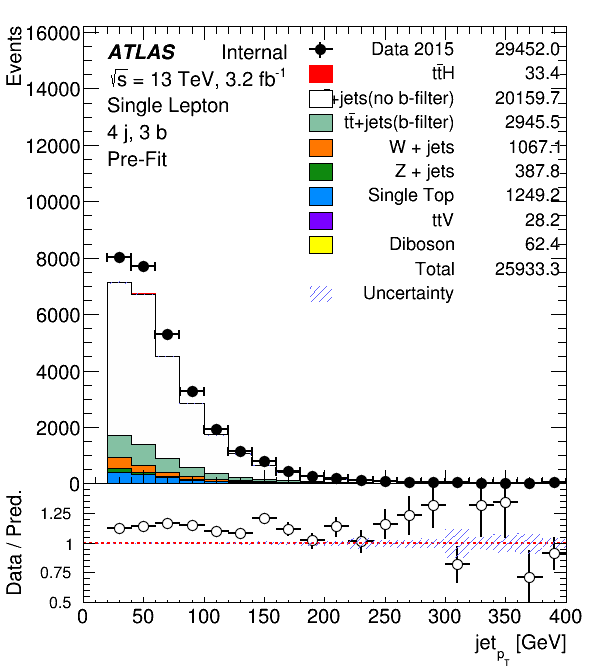 Events
16000
14000
12000
10000
8000
6000
4000
2000
0
ATLAS Internal
√s = 13 TeV, 3.2 fb⁻¹
Single Lepton
4 j, 3 b
Pre-Fit
Data 2015 29452.0
tt̄H 33.4
+jets(no b-filter) 20159.7
tt̄+jets(b-filter) 2945.5
W + jets 1067.1
Z + jets 387.8
Single Top 1249.2
ttV 28.2
Diboson 62.4
Total 25933.3
Uncertainty
Data / Pred.
1.25
1
0.75
0.5
0 50 100 150 200 250 300 350 400
jet_{p_T} [GeV]